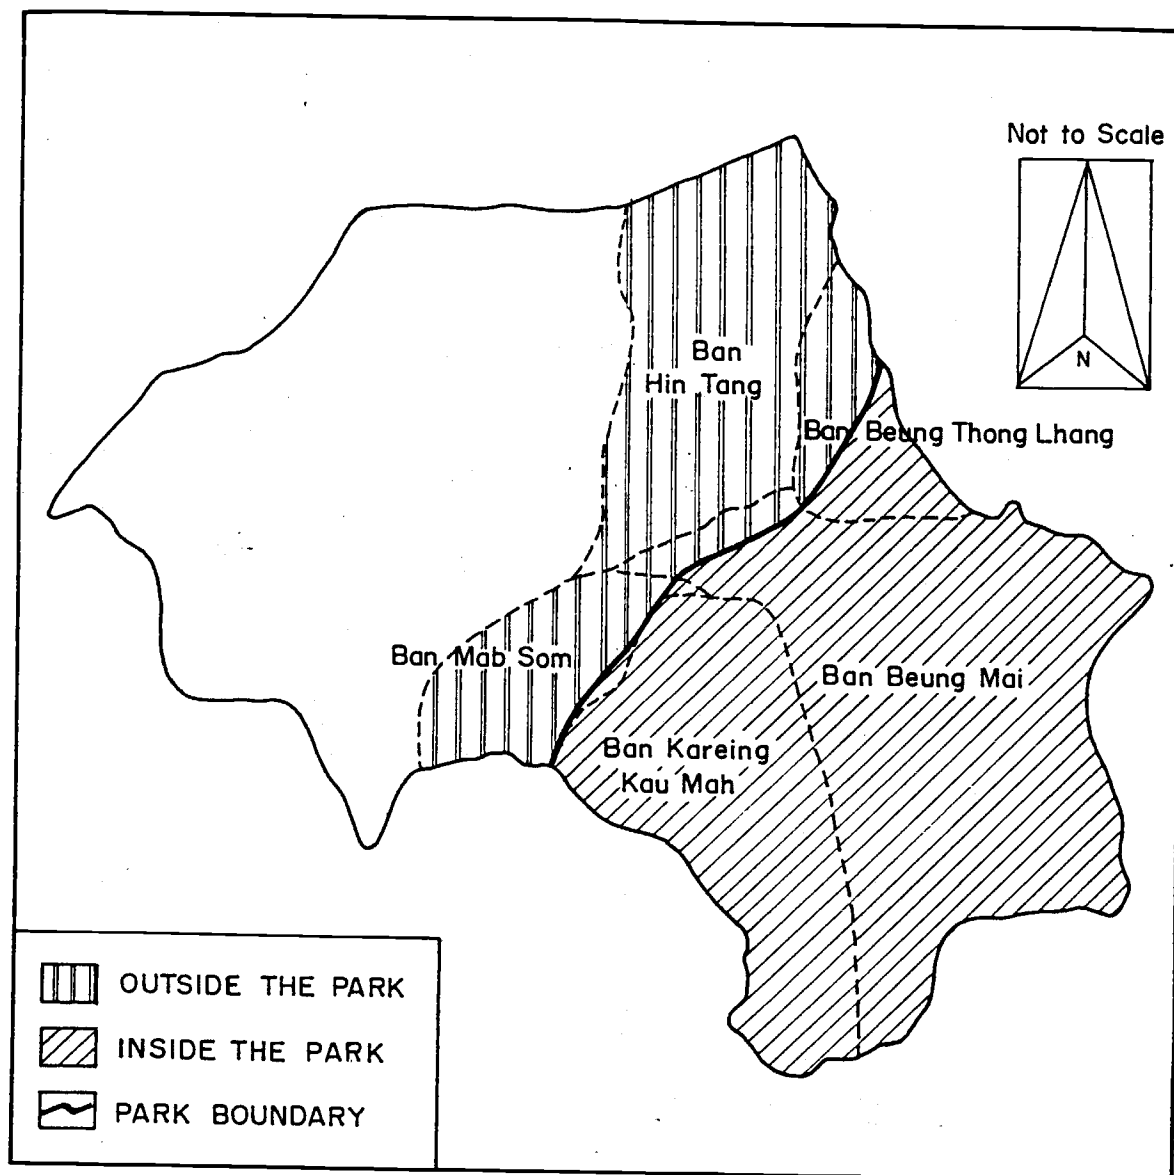 Not to Scale
N
Ban
Hin Tang
Ban Beung Thong Lhang
Ban Mab Som
Ban Beung Mai
Ban Kareing
Kau Mah
OUTSIDE THE PARK
INSIDE THE PARK
PARK BOUNDARY